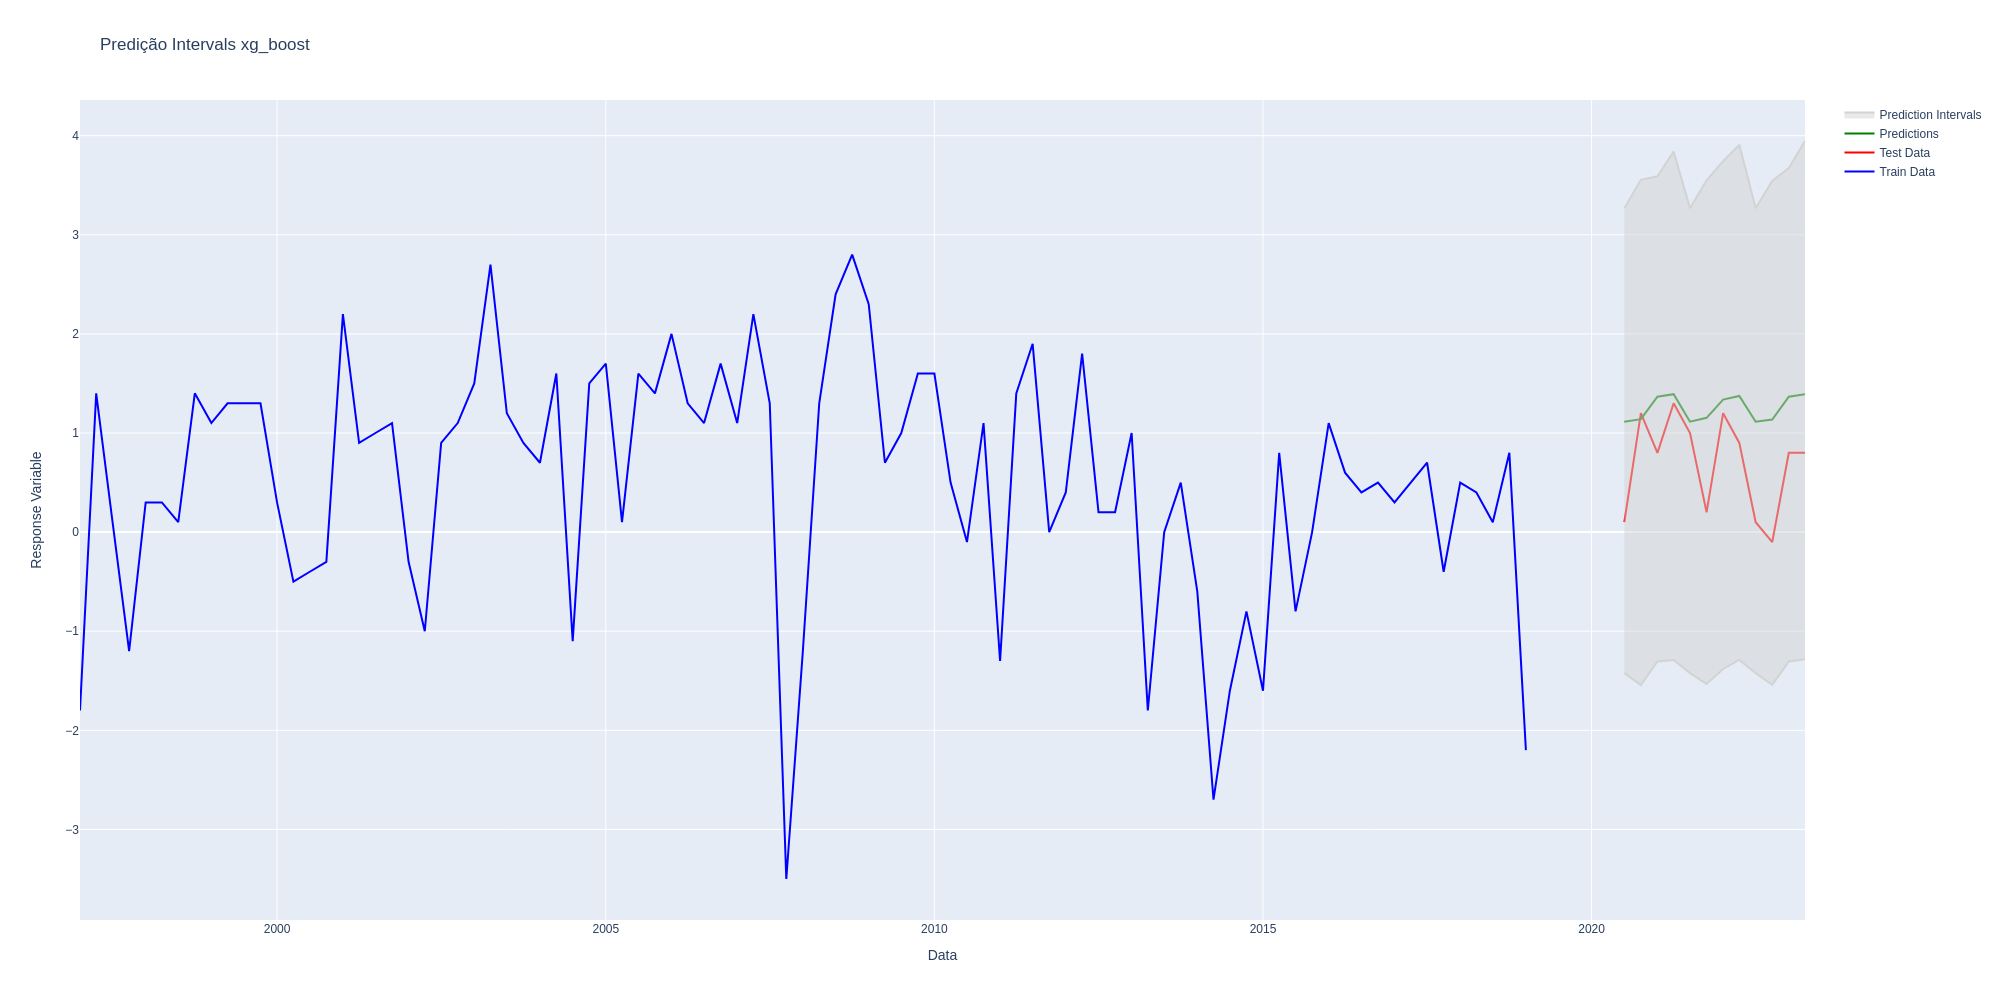 Predição Intervals xg_boost
Prediction Intervals
Predictions
Test Data
Train Data
Response Variable
4
3
2
1
0
−1
−2
−3
2000
2005
2010
2015
2020
Data